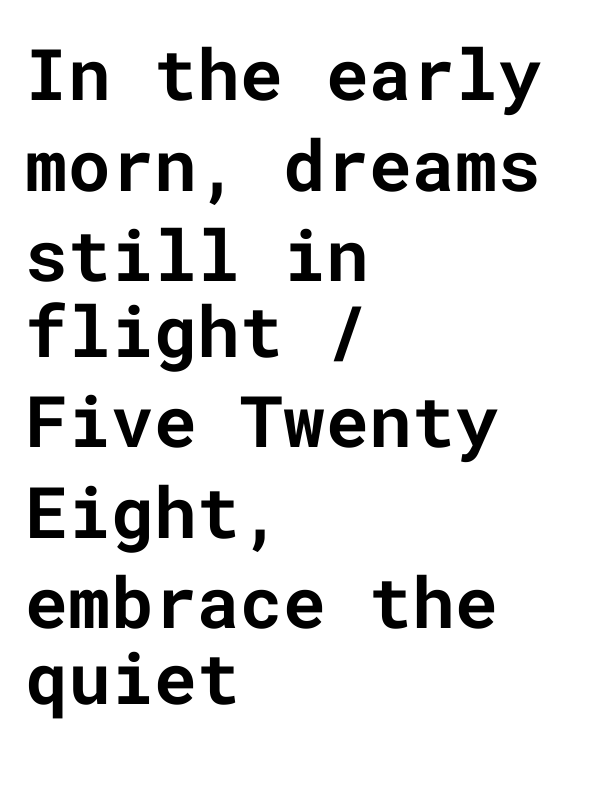 In the early
morn, dreams
still in
flight /
Five Twenty
Eight,
embrace the
quiet